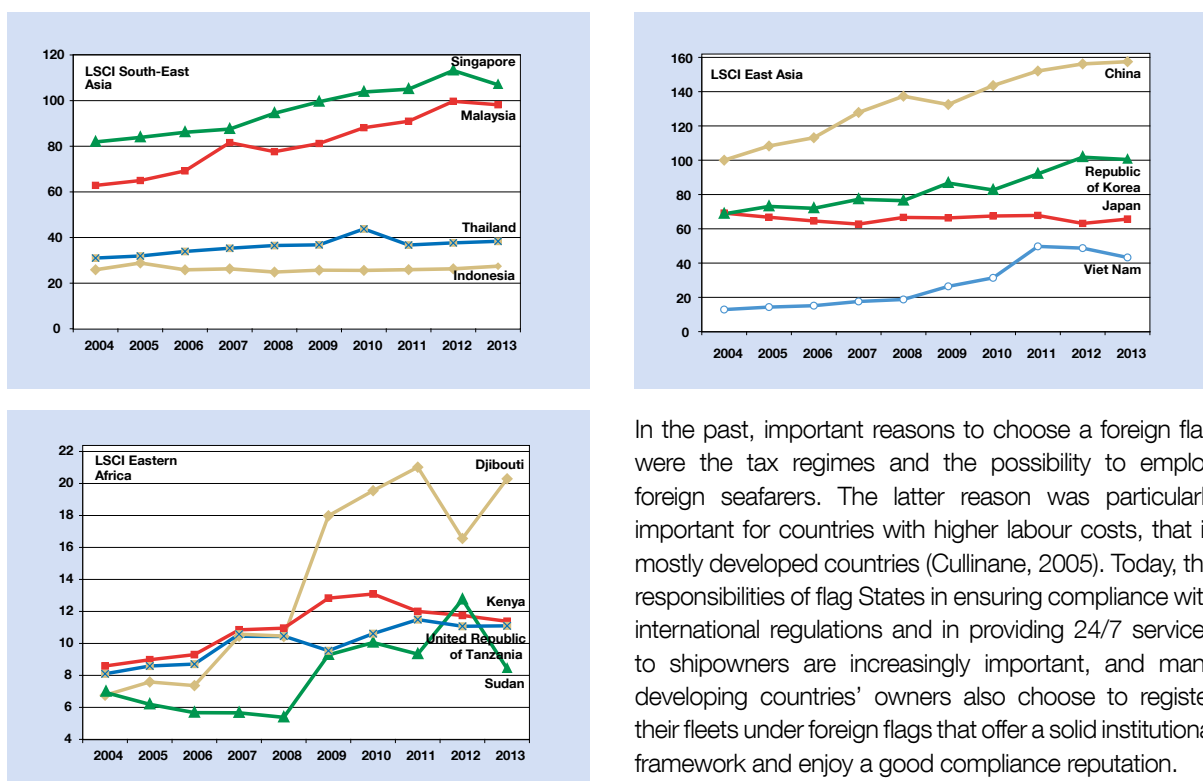 120
100
80
60
40
20
0
LSCI South-East
Asia
Singapore
Malaysia
Thailand
Indonesia
2004 2005 2006 2007 2008 2009 2010 2011 2012 2013
160
140
120
100
80
60
40
20
0
LSCI East Asia
China
Republic
of Korea
Japan
Viet Nam
2004 2005 2006 2007 2008 2009 2010 2011 2012 2013
22
20
18
16
14
12
10
8
6
4
LSCI Eastern
Africa
Djibouti
Kenya
United Republic
of Tanzania
Sudan
2004 2005 2006 2007 2008 2009 2010 2011 2012 2013
In the past, important reasons to choose a foreign fla
were the tax regimes and the possibility to emplo
foreign seafarers. The latter reason was particularl
important for countries with higher labour costs, that i
mostly developed countries (Cullinane, 2005). Today, th
responsibilities of flag States in ensuring compliance wit
international regulations and in providing 24/7 service
to shipowners are increasingly important, and man
developing countries’ owners also choose to registe
their fleets under foreign flags that offer a solid institutiona
framework and enjoy a good compliance reputation.